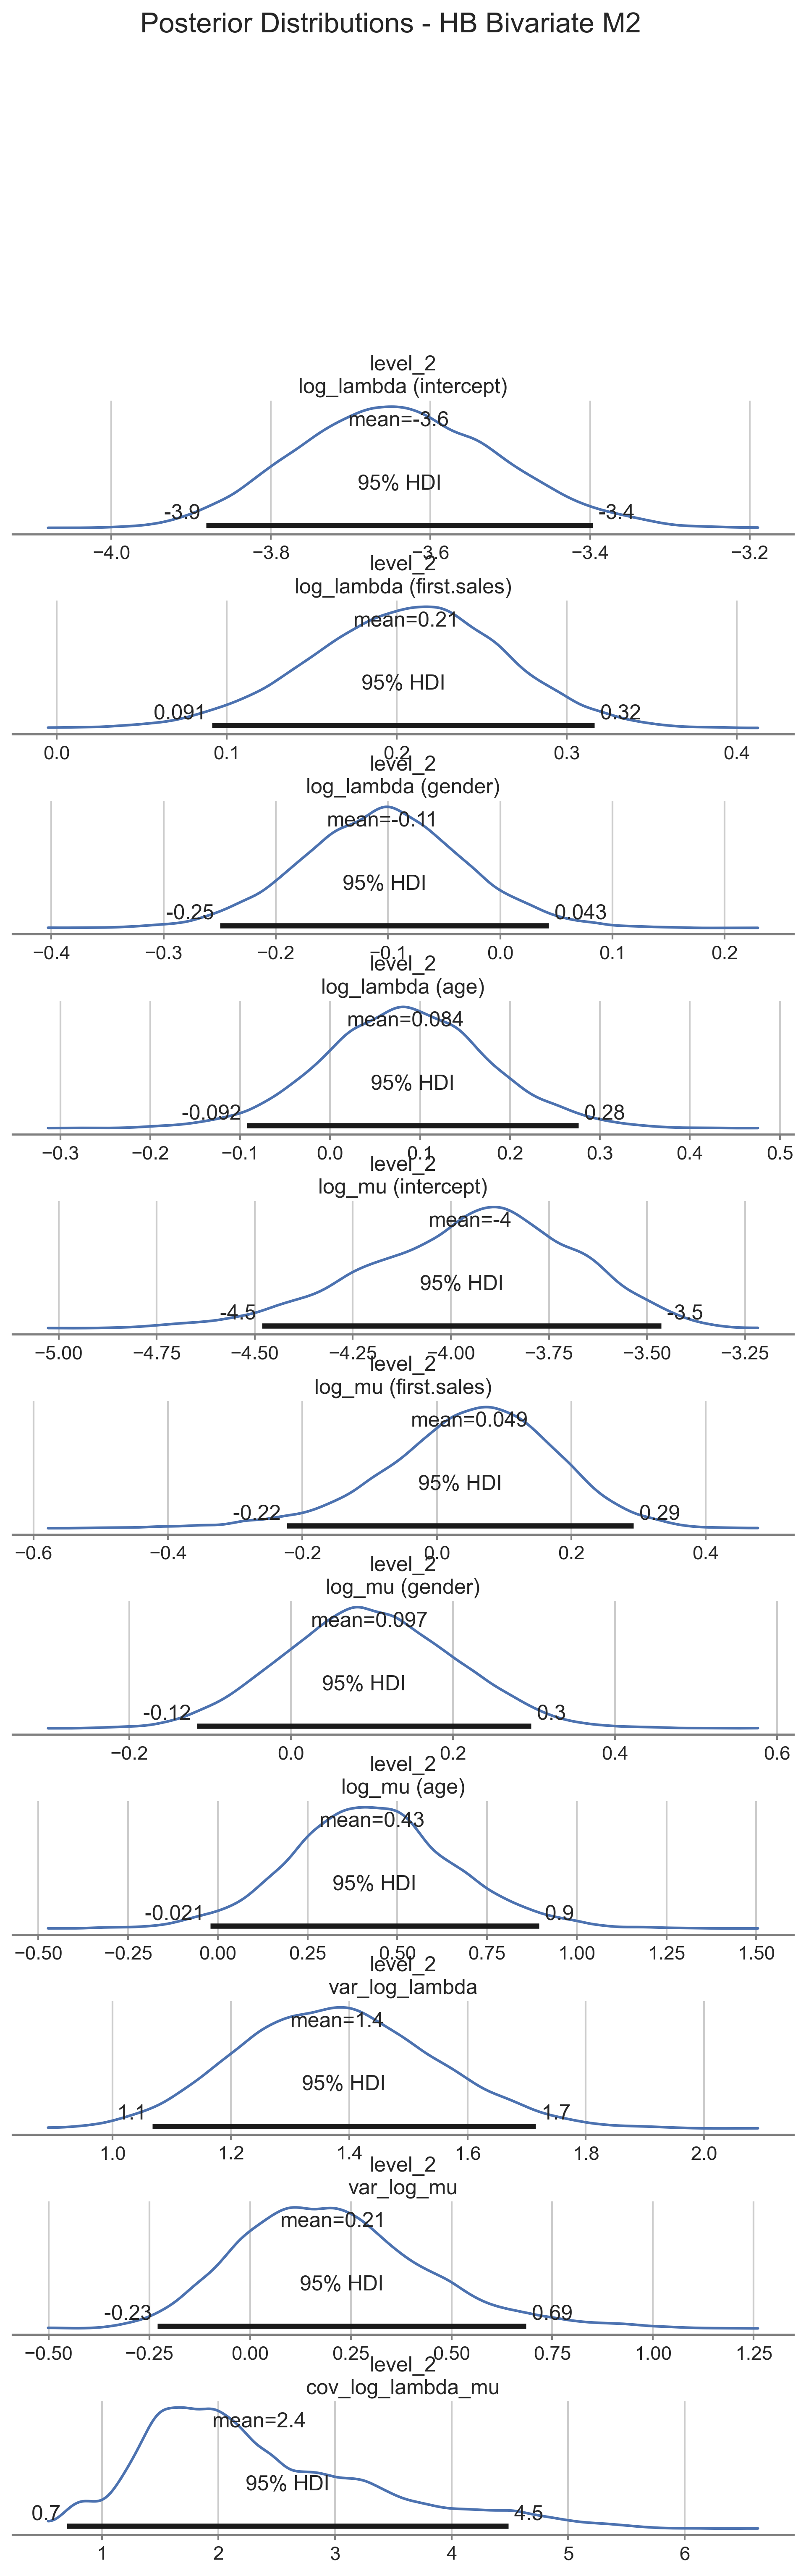 Posterior Distributions - HB Bivariate M2
level_2
log_lambda (intercept)
mean=-3.6
95% HDI
-3.9 -3.4
−4.0 −3.8 −3.6 −3.4 −3.2
level_2
log_lambda (first.sales)
mean=0.21
95% HDI
0.091 0.32
0.0 0.1 0.2 0.3 0.4
level_2
log_lambda (gender)
mean=-0.11
95% HDI
-0.25 0.043
−0.4 −0.3 −0.2 −0.1 0.0 0.1 0.2
level_2
log_lambda (age)
mean=0.084
95% HDI
-0.092 0.28
−0.3 −0.2 −0.1 0.0 0.1 0.2 0.3 0.4 0.5
level_2
log_mu (intercept)
mean=-4
95% HDI
-4.5 -3.5
−5.00 −4.75 −4.50 −4.25 −4.00 −3.75 −3.50 −3.25
level_2
log_mu (first.sales)
mean=0.049
95% HDI
-0.22 0.29
−0.6 −0.4 −0.2 0.0 0.2 0.4
level_2
log_mu (gender)
mean=0.097
95% HDI
-0.12 0.3
−0.2 0.0 0.2 0.4 0.6
level_2
log_mu (age)
mean=0.43
95% HDI
-0.021 0.9
−0.50 −0.25 0.00 0.25 0.50 0.75 1.00 1.25 1.50
level_2
var_log_lambda
mean=1.4
95% HDI
1.1 1.7
1.0 1.2 1.4 1.6 1.8 2.0
level_2
var_log_mu
mean=0.21
95% HDI
-0.23 0.69
−0.50 −0.25 0.00 0.25 0.50 0.75 1.00 1.25
level_2
cov_log_lambda_mu
mean=2.4
95% HDI
0.7 4.5
1 2 3 4 5 6